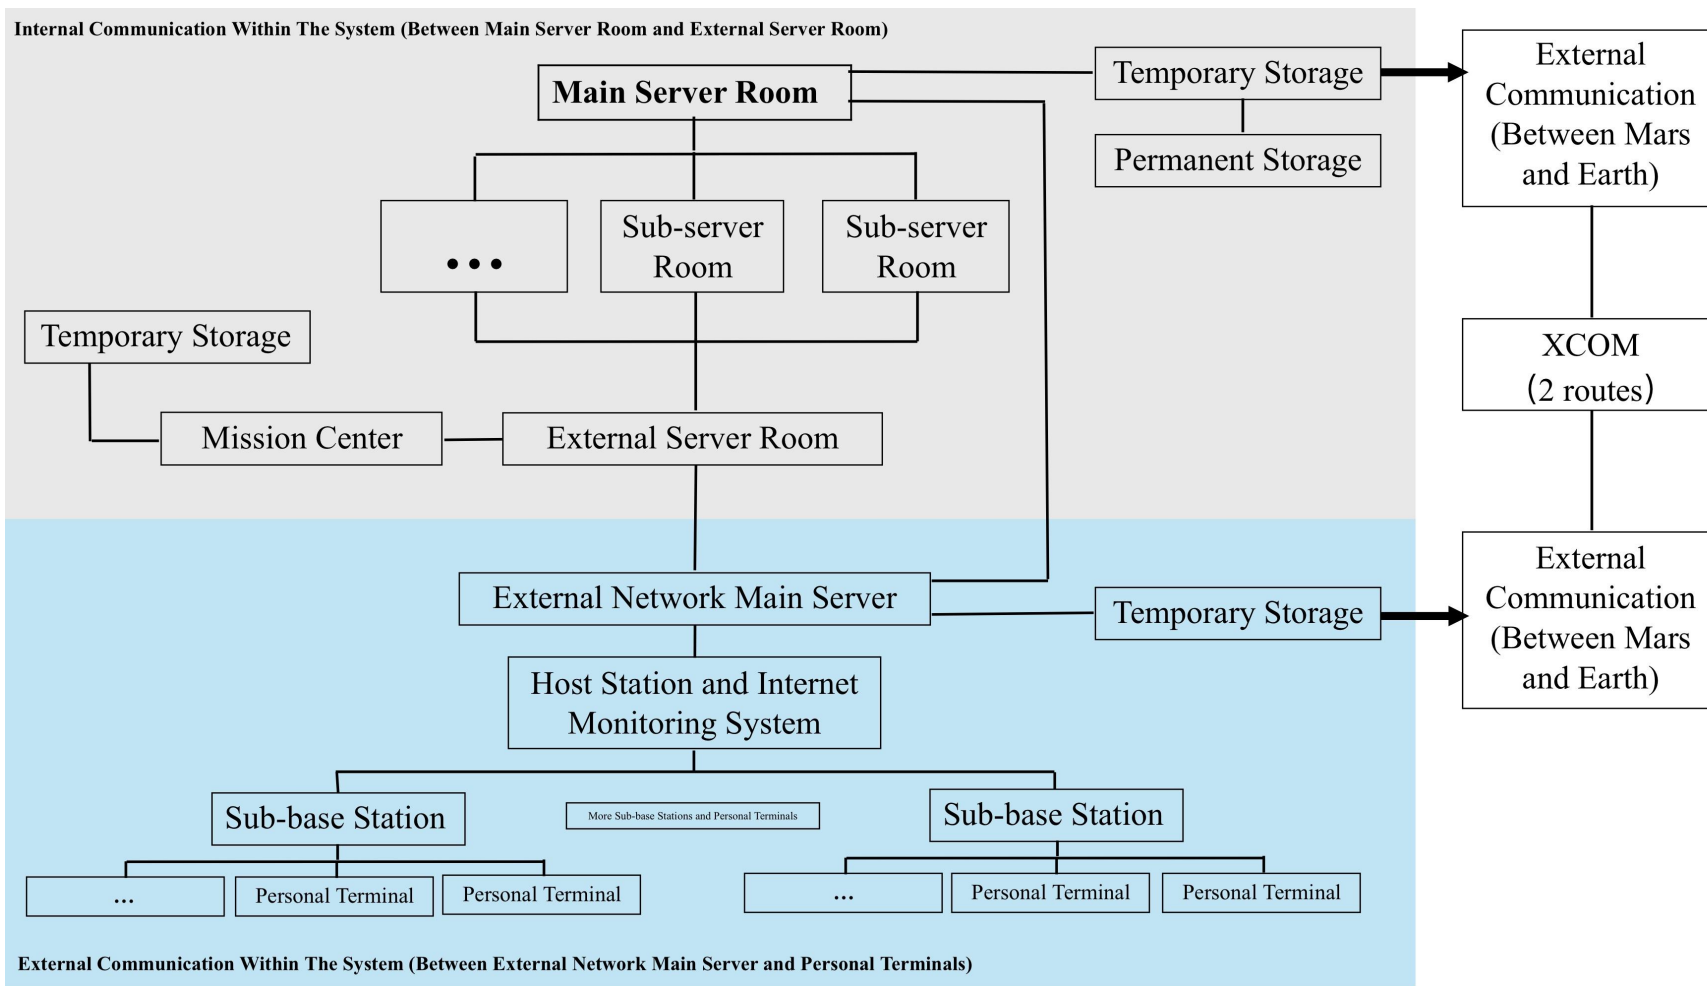 Internal Communication Within The System (Between Main Server Room and External Server Room)
Main Server Room
Temporary Storage
Permanent Storage
External
Communication
(Between Mars
and Earth)
...
Sub-server
Room
Sub-server
Room
Temporary Storage
Mission Center
External Server Room
XCOM
(2 routes)
External Network Main Server
Temporary Storage
External
Communication
(Between Mars
and Earth)
Host Station and Internet
Monitoring System
Sub-base Station
More Sub-base Stations and Personal Terminals
Sub-base Station
...
Personal Terminal
Personal Terminal
...
Personal Terminal
Personal Terminal
External Communication Within The System (Between External Network Main Server and Personal Terminals)